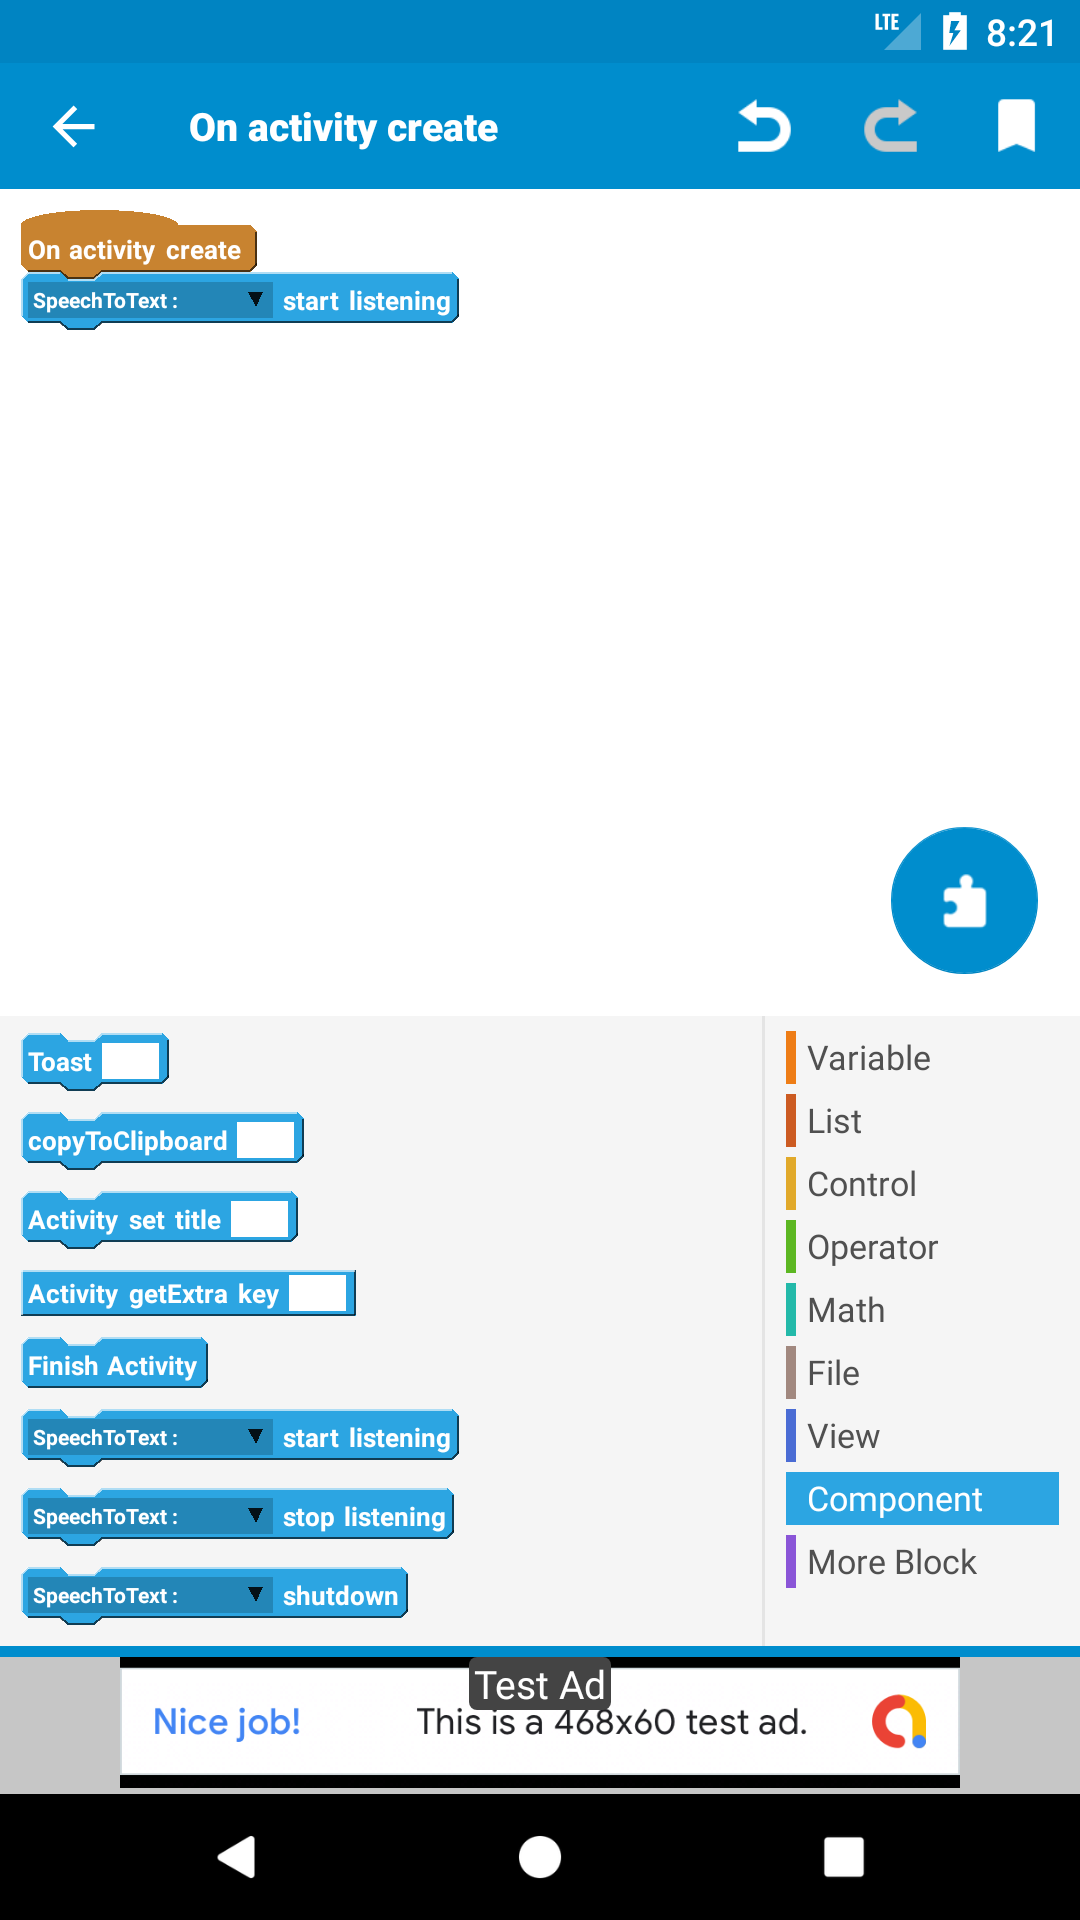 LTE 8:21
On activity create
On activity create
SpeechToText : start listening
Toast
copyToClipboard
Activity set title
Activity getExtra key
Finish Activity
SpeechToText : start listening
SpeechToText : stop listening
SpeechToText : shutdown
Variable
List
Control
Operator
Math
File
View
Component
More Block
Test Ad
Nice job! This is a 468x60 test ad.